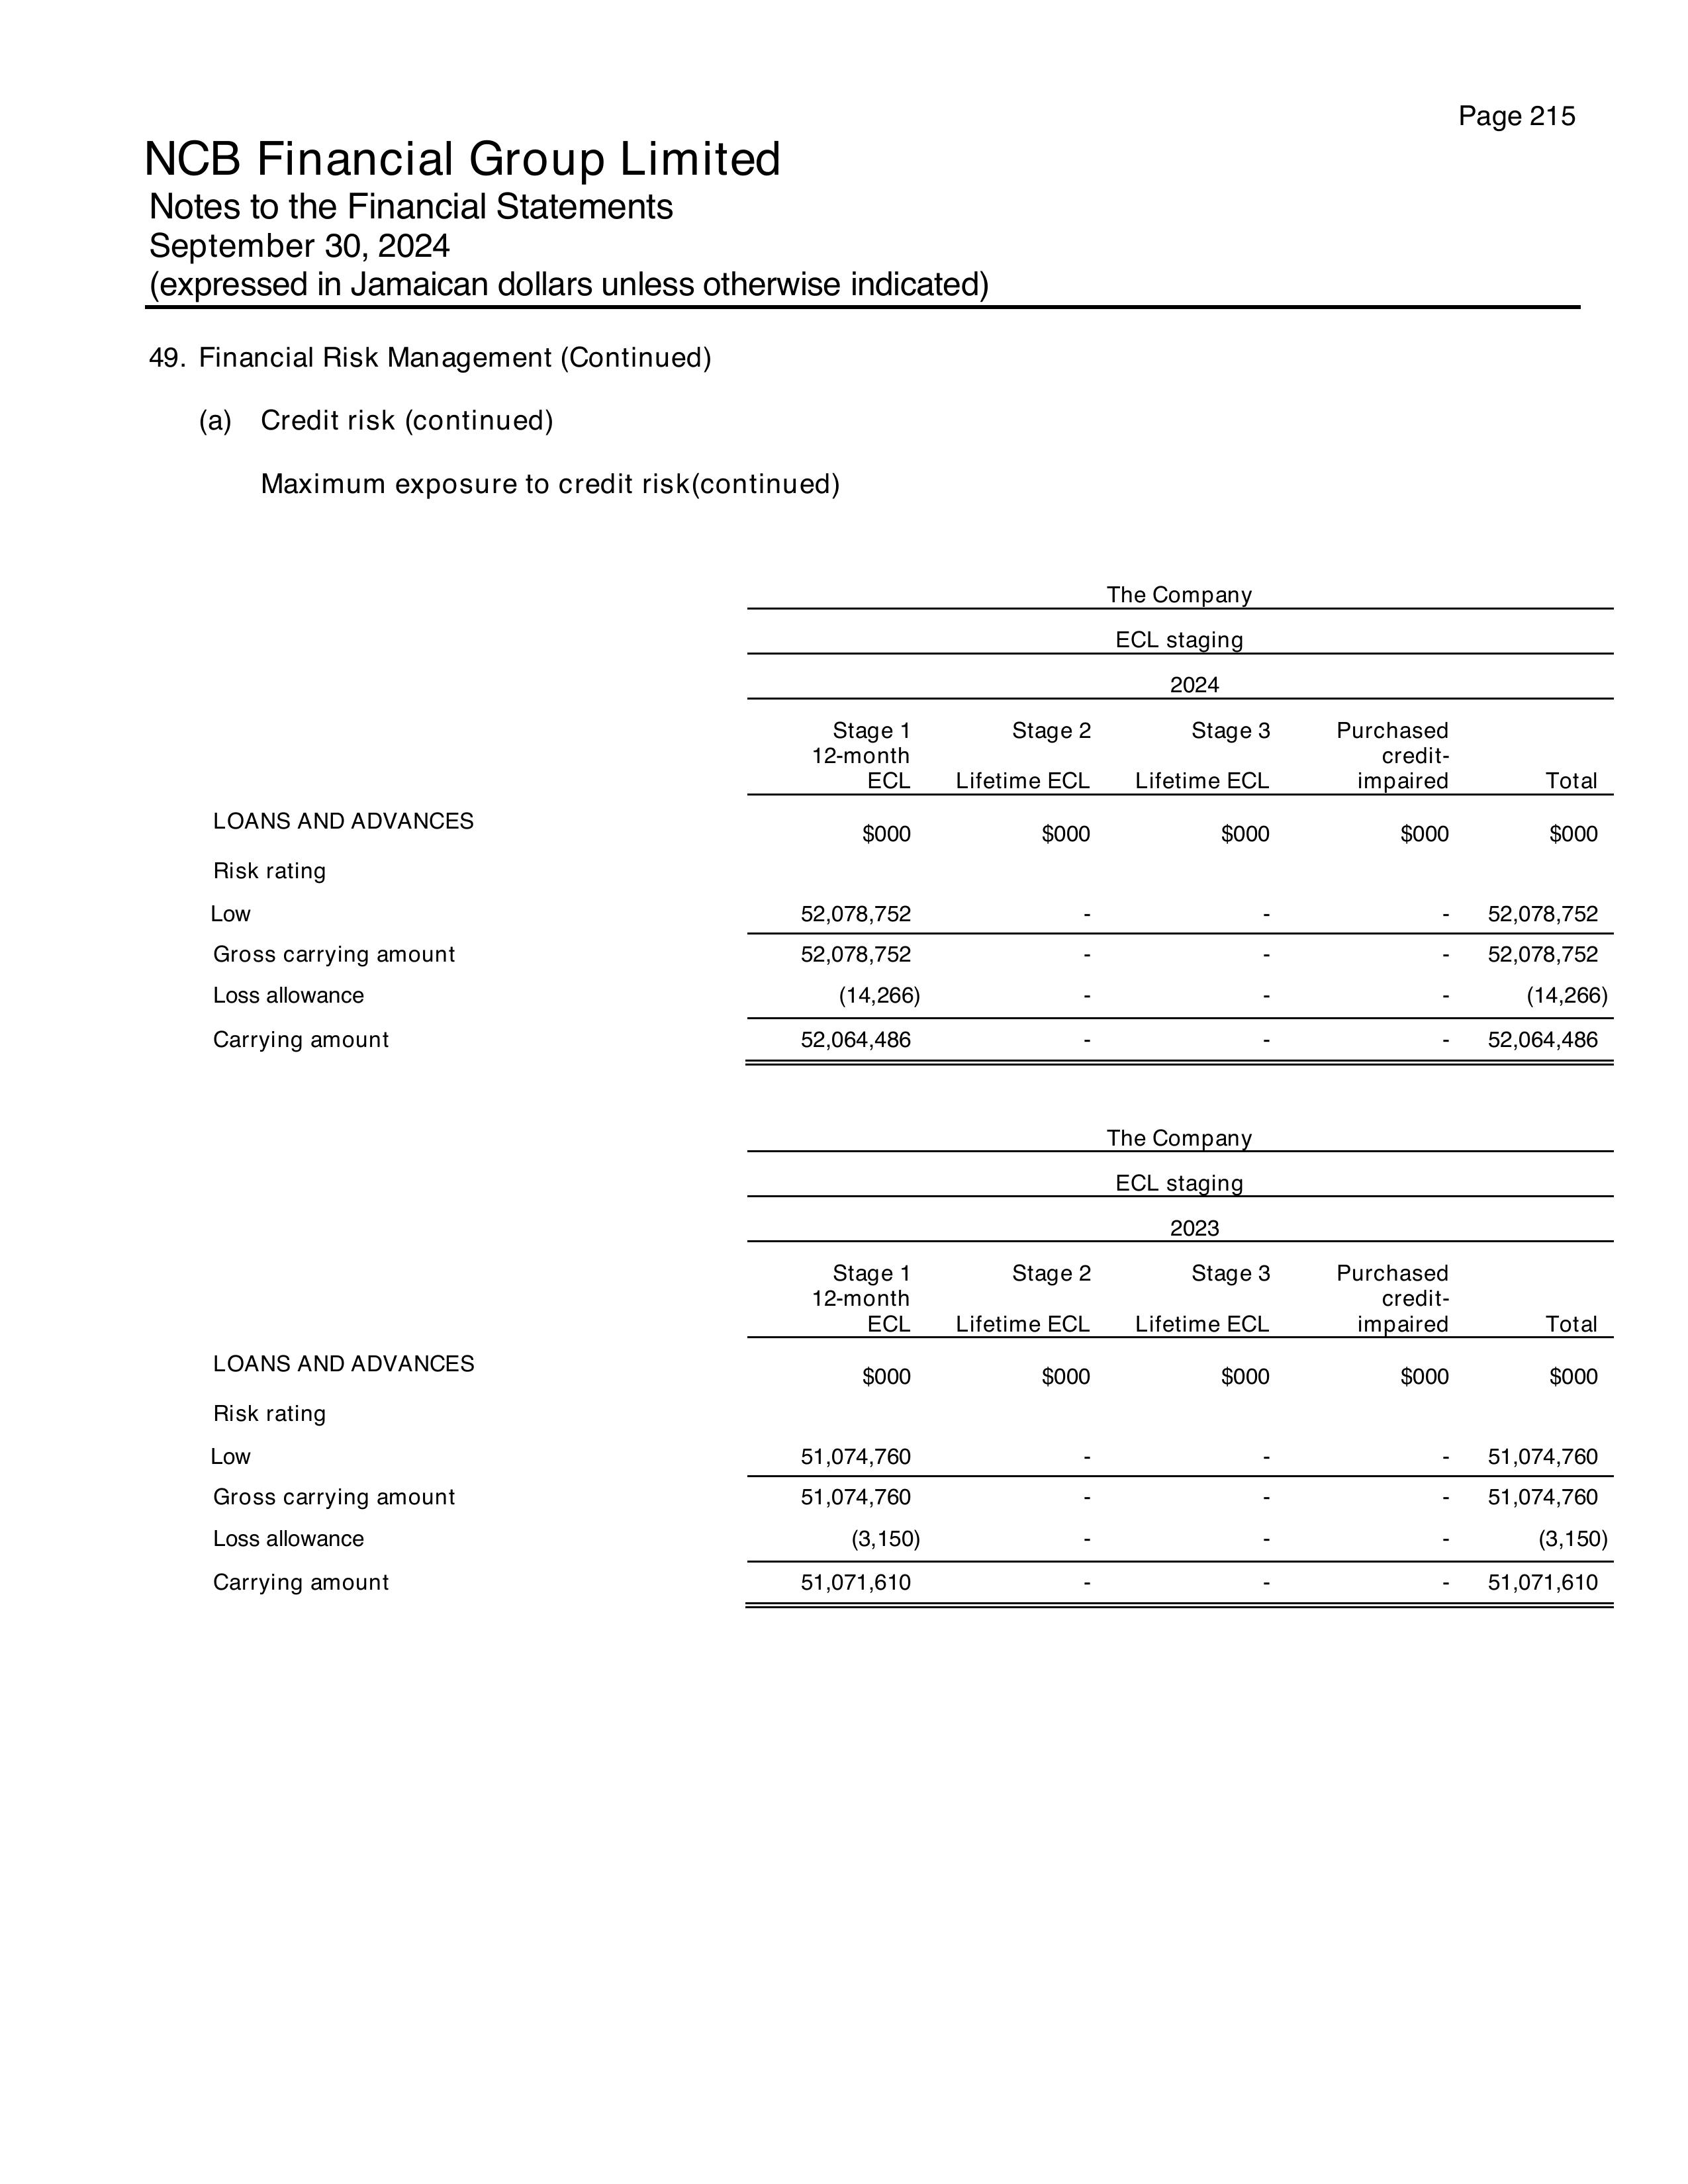 Page 215
NCB Financial Group Limited
Notes to the Financial Statements
September 30, 2024
(expressed in Jamaican dollars unless otherwise indicated)
49. Financial Risk Management (Continued)
(a) Credit risk (continued)
Maximum exposure to credit risk(continued)
The Company
ECL staging
2024
Stage 1 Stage 2 Stage 3 Purchased
12-month credit-
ECL Lifetime ECL Lifetime ECL impaired Total
LOANS AND ADVANCES
$000 $000 $000 $000 $000
Risk rating
Low 52,078,752 - - - 52,078,752
Gross carrying amount 52,078,752 - - - 52,078,752
Loss allowance (14,266) - - - (14,266)
Carrying amount 52,064,486 - - - 52,064,486
The Company
ECL staging
2023
Stage 1 Stage 2 Stage 3 Purchased
12-month credit-
ECL Lifetime ECL Lifetime ECL impaired Total
LOANS AND ADVANCES
$000 $000 $000 $000 $000
Risk rating
Low 51,074,760 - - - 51,074,760
Gross carrying amount 51,074,760 - - - 51,074,760
Loss allowance (3,150) - - - (3,150)
Carrying amount 51,071,610 - - - 51,071,610